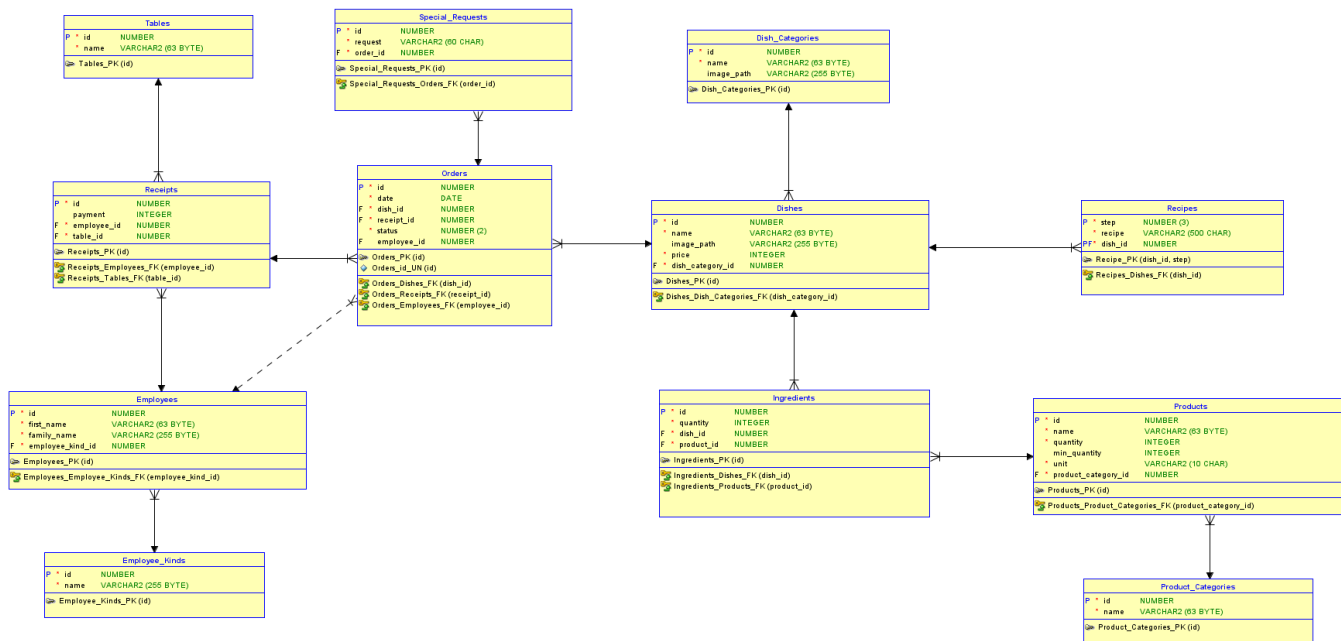 Tables
P * id NUMBER
* name VARCHAR2 (63 BYTE)
Tables_PK (id)
Special_Requests
P * id NUMBER
* request VARCHAR2 (60 CHAR)
F * order_id NUMBER
Special_Requests_PK (id)
Special_Requests_Orders_FK (order_id)
Dish_Categories
P * id NUMBER
* name VARCHAR2 (63 BYTE)
image_path VARCHAR2 (255 BYTE)
Dish_Categories_PK (id)
Receipts
P * id NUMBER
payment INTEGER
F * employee_id NUMBER
F * table_id NUMBER
Receipts_PK (id)
Receipts_Employees_FK (employee_id)
Receipts_Tables_FK (table_id)
Orders
P * id NUMBER
* date DATE
F * dish_id NUMBER
F * receipt_id NUMBER
* status NUMBER (2)
F employee_id NUMBER
Orders_PK (id)
Orders_id_UN (id)
Orders_Dishes_FK (dish_id)
Orders_Receipts_FK (receipt_id)
Orders_Employees_FK (employee_id)
Dishes
P * id NUMBER
* name VARCHAR2 (63 BYTE)
image_path VARCHAR2 (255 BYTE)
* price INTEGER
F * dish_category_id NUMBER
Dishes_PK (id)
Dishes_Dish_Categories_FK (dish_category_id)
Recipes
P * step NUMBER (3)
* recipe VARCHAR2 (500 CHAR)
PF* dish_id NUMBER
Recipe_PK (dish_id, step)
Recipes_Dishes_FK (dish_id)
Employees
P * id NUMBER
* first_name VARCHAR2 (63 BYTE)
* family_name VARCHAR2 (255 BYTE)
F * employee_kind_id NUMBER
Employees_PK (id)
Employees_Employee_Kinds_FK (employee_kind_id)
Ingredients
P * id NUMBER
* quantity INTEGER
F * dish_id NUMBER
F * product_id NUMBER
Ingredients_PK (id)
Ingredients_Dishes_FK (dish_id)
Ingredients_Products_FK (product_id)
Products
P * id NUMBER
* name VARCHAR2 (63 BYTE)
* quantity INTEGER
min_quantity INTEGER
* unit VARCHAR2 (10 CHAR)
F * product_category_id NUMBER
Products_PK (id)
Products_Product_Categories_FK (product_category_id)
Employee_Kinds
P * id NUMBER
* name VARCHAR2 (255 BYTE)
Employee_Kinds_PK (id)
Product_Categories
P * id NUMBER
* name VARCHAR2 (63 BYTE)
Product_Categories_PK (id)